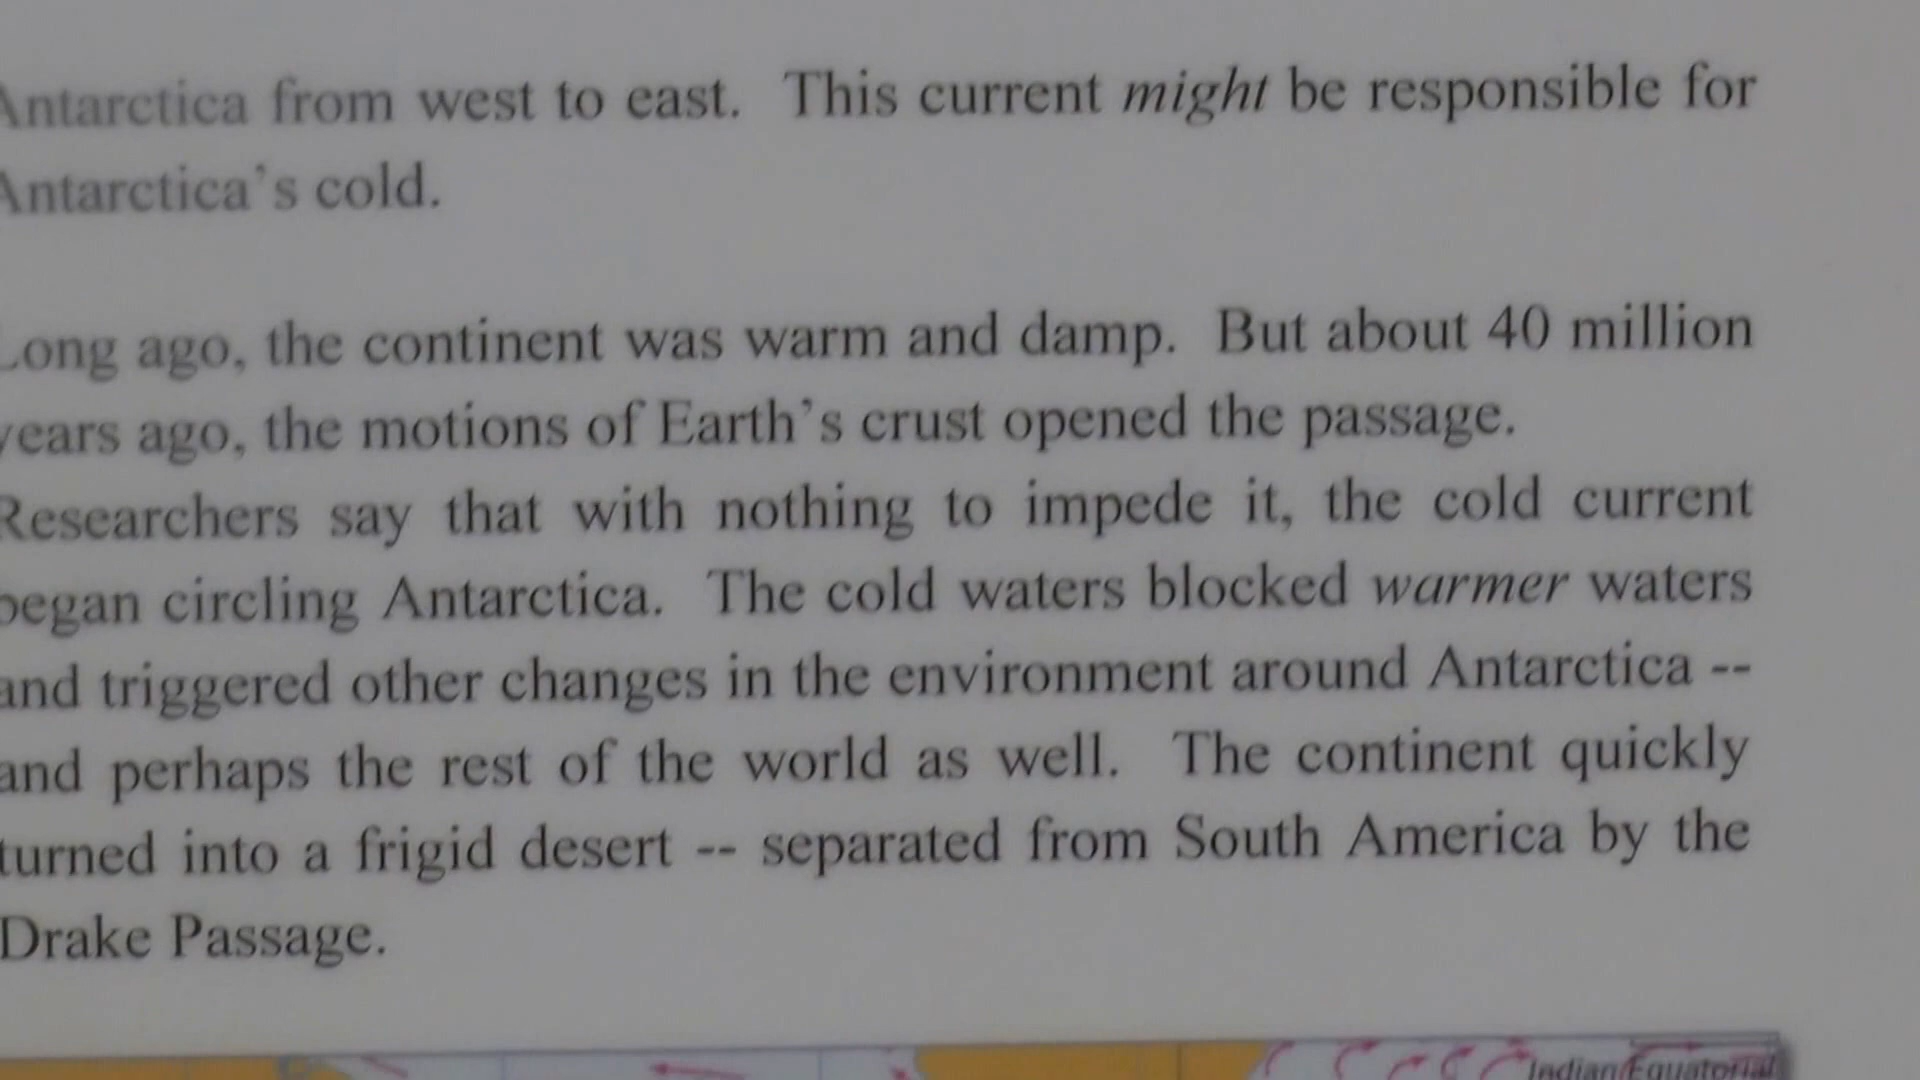 Antarctica from west to east. This current might be responsible for
Antarctica's cold.
Long ago, the continent was warm and damp. But about 40 million
years ago, the motions of Earth's crust opened the passage.
Researchers say that with nothing to impede it, the cold current
began circling Antarctica. The cold waters blocked warmer waters
and triggered other changes in the environment around Antarctica --
and perhaps the rest of the world as well. The continent quickly
turned into a frigid desert -- separated from South America by the
Drake Passage.
Indian Equatorial